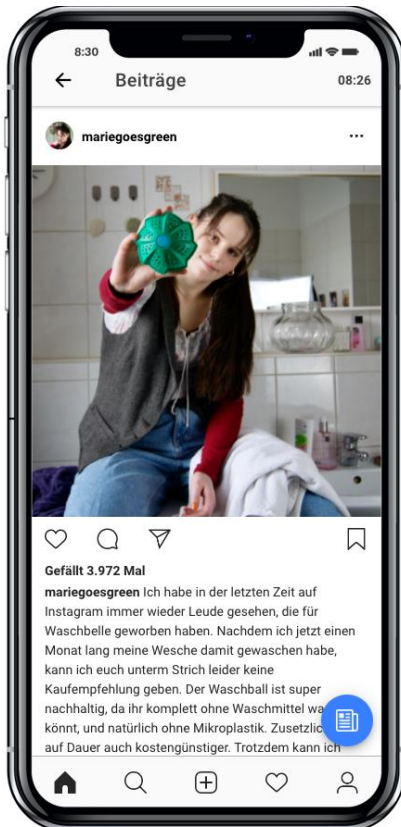 8:30
Beiträge 08:26
mariegoesgreen
Gefällt 3.972 Mal
mariegoesgreen Ich habe in der letzten Zeit auf
Instagram immer wieder Leude gesehen, die für
Waschbelle geworben haben. Nachdem ich jetzt einen
Monat lang meine Wesche damit gewaschen habe,
kann ich euch unterm Strich leider keine
Kaufempfehlung geben. Der Waschball ist super
nachhaltig, da ihr komplett ohne Waschmittel
könnt, und natürlich ohne Mikroplastik.
auf Dauer auch kostengünstiger. Trotzdem kann ich